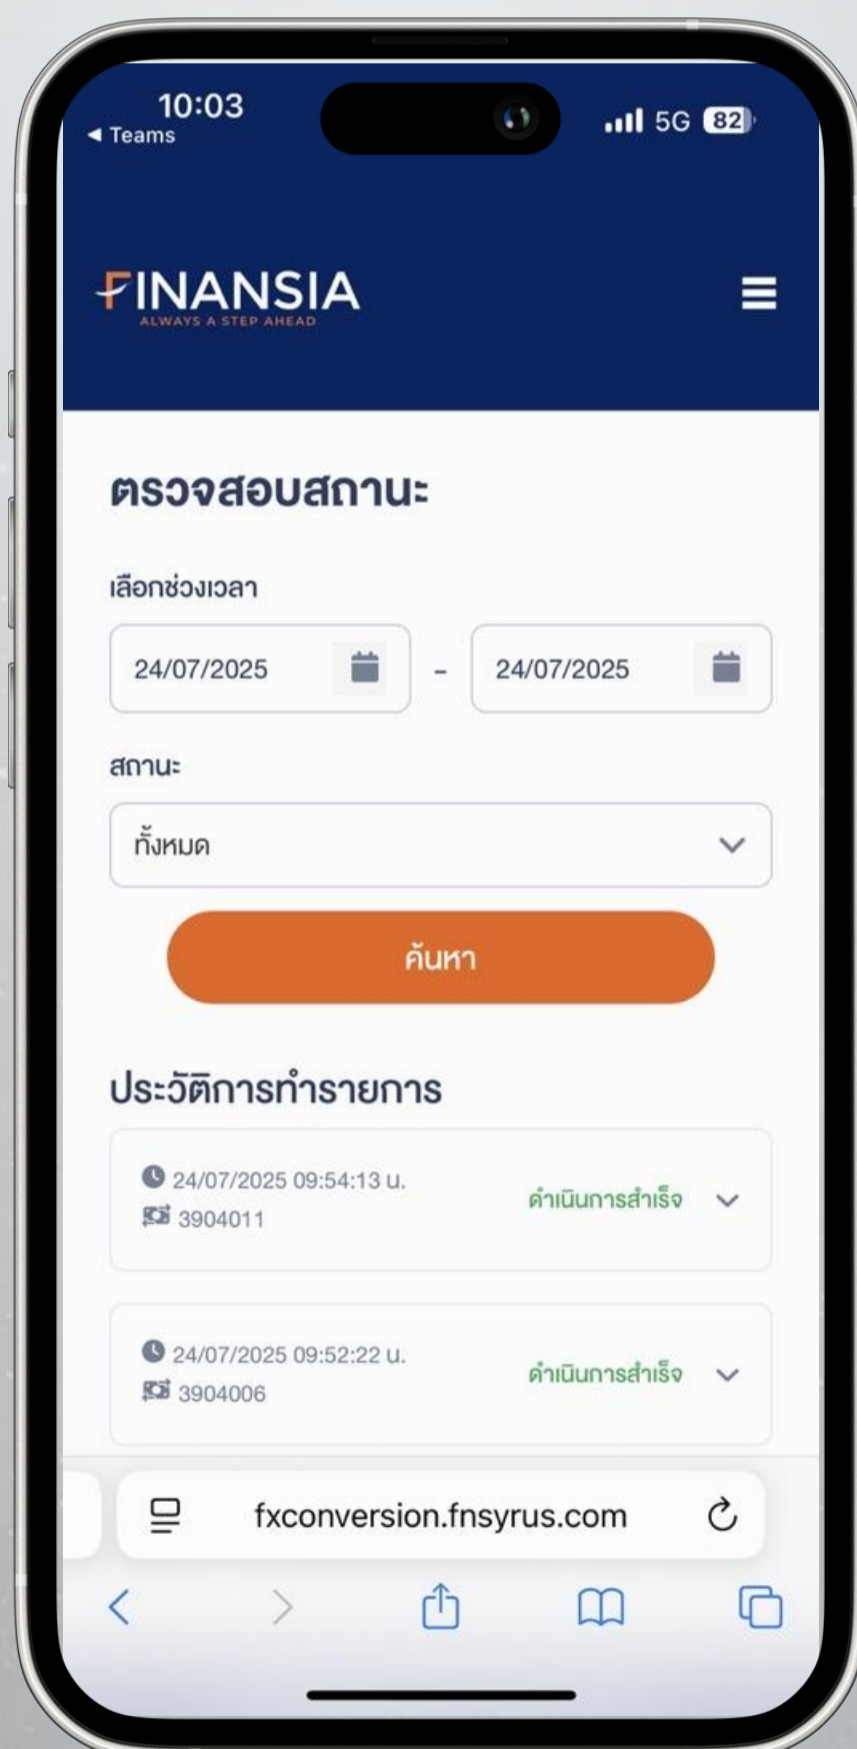 10:03
◀ Teams
5G 82
FINANSIA
ALWAYS A STEP AHEAD
ตรวจสอบสถานะ
เลือกช่วงเวลา
24/07/2025 - 24/07/2025
สถานะ
ทั้งหมด
ค้นหา
ประวัติการทำรายการ
24/07/2025 09:54:13 น.
3904011
ดำเนินการสำเร็จ
24/07/2025 09:52:22 น.
3904006
ดำเนินการสำเร็จ
fxconversion.fnsyrus.com